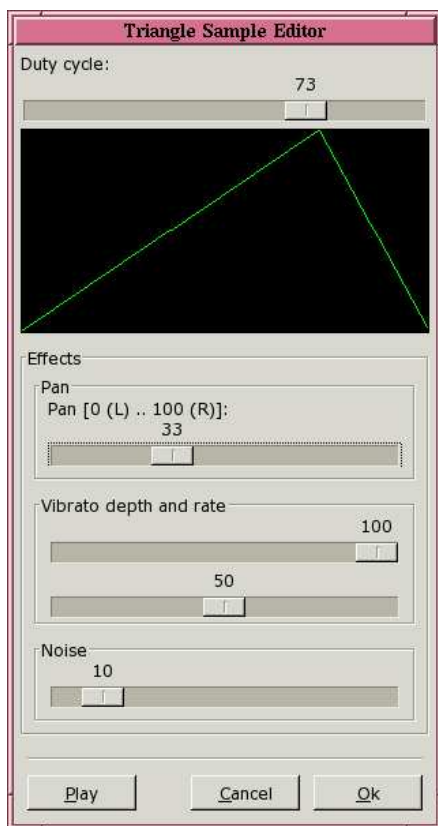 Triangle Sample Editor
Duty cycle:
73
Effects
Pan
Pan [0 (L) .. 100 (R)]:
33
Vibrato depth and rate
100
50
Noise
10
Play Cancel Ok